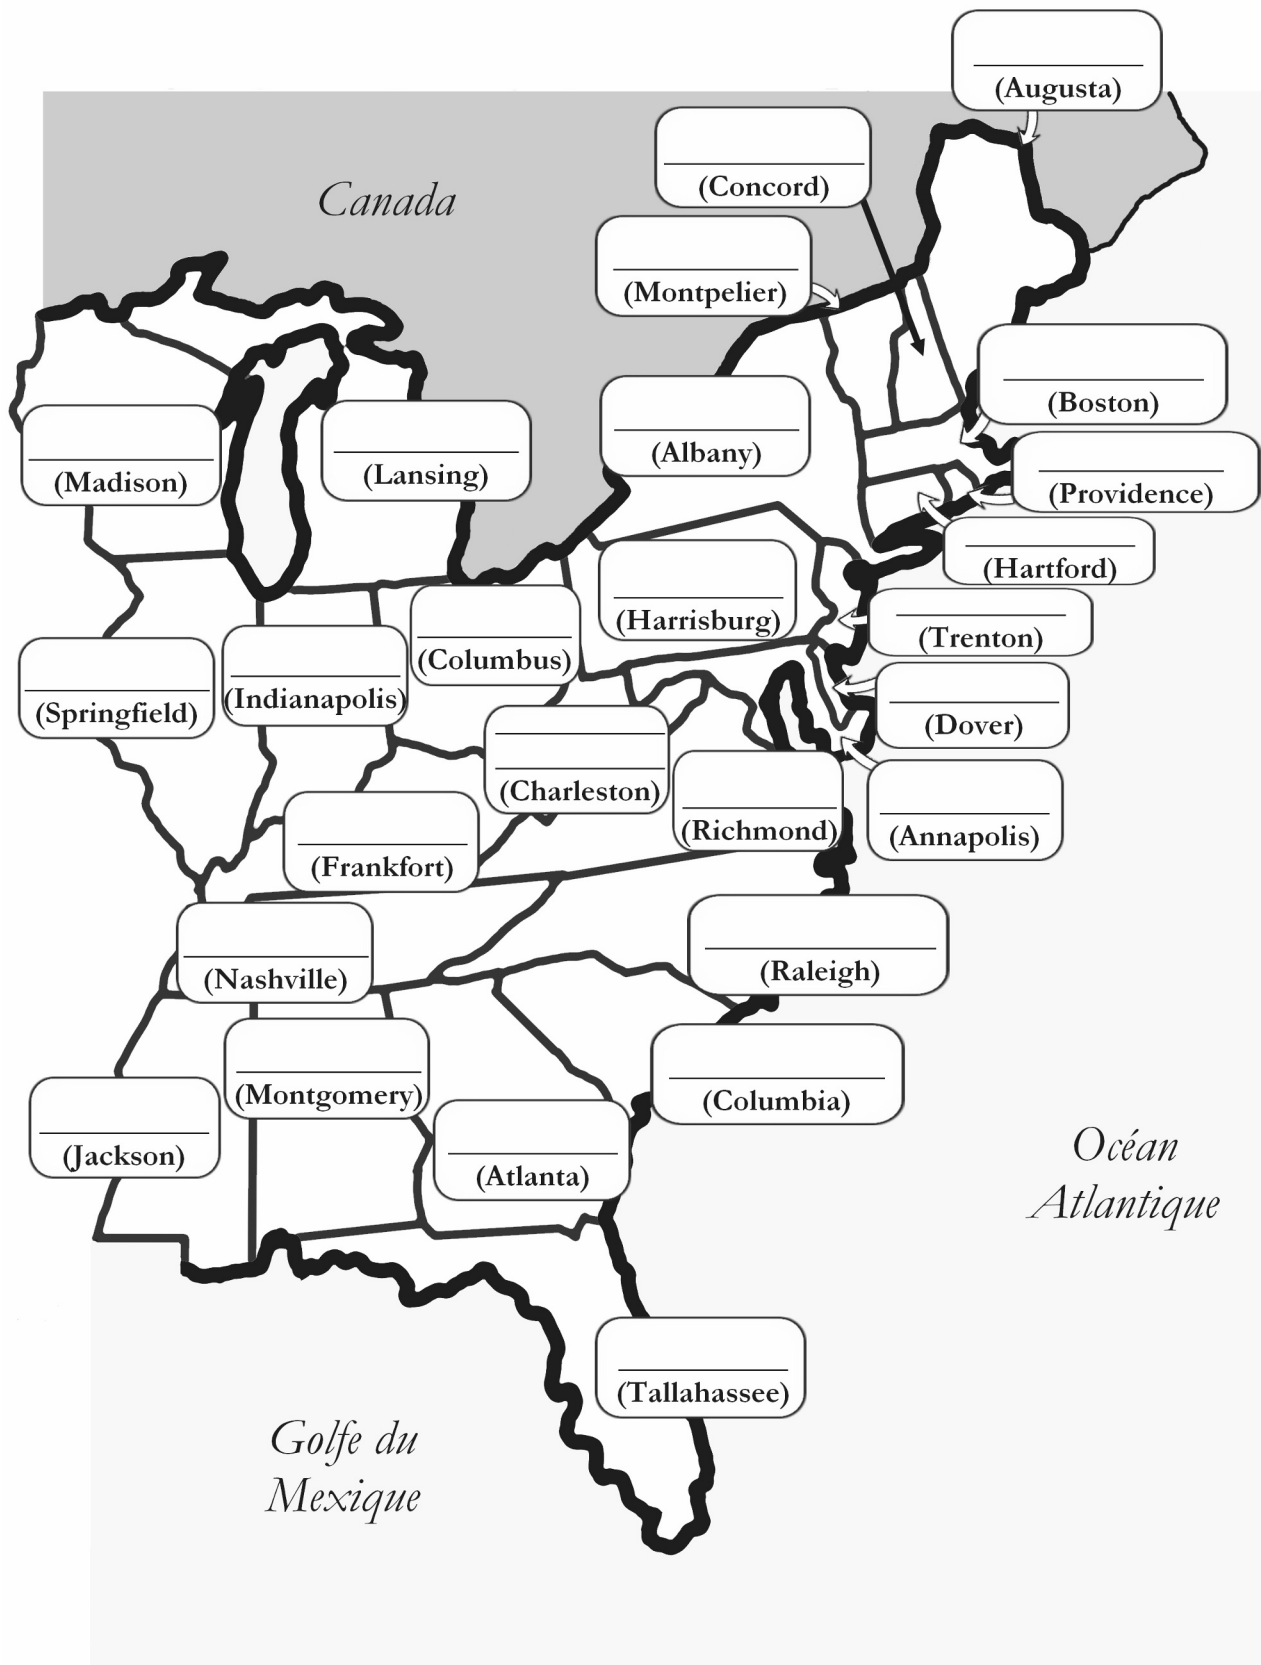 (Augusta)
(Concord)
Canada
(Montpelier)
(Boston)
(Albany)
(Madison)
(Lansing)
(Providence)
(Hartford)
(Harrisburg)
(Trenton)
(Columbus)
(Springfield)
(Indianapolis)
(Dover)
(Charleston)
(Richmond)
(Annapolis)
(Frankfort)
(Nashville)
(Raleigh)
(Montgomery)
(Columbia)
(Jackson)
(Atlanta)
Océan
Atlantique
(Tallahassee)
Golfe du
Mexique